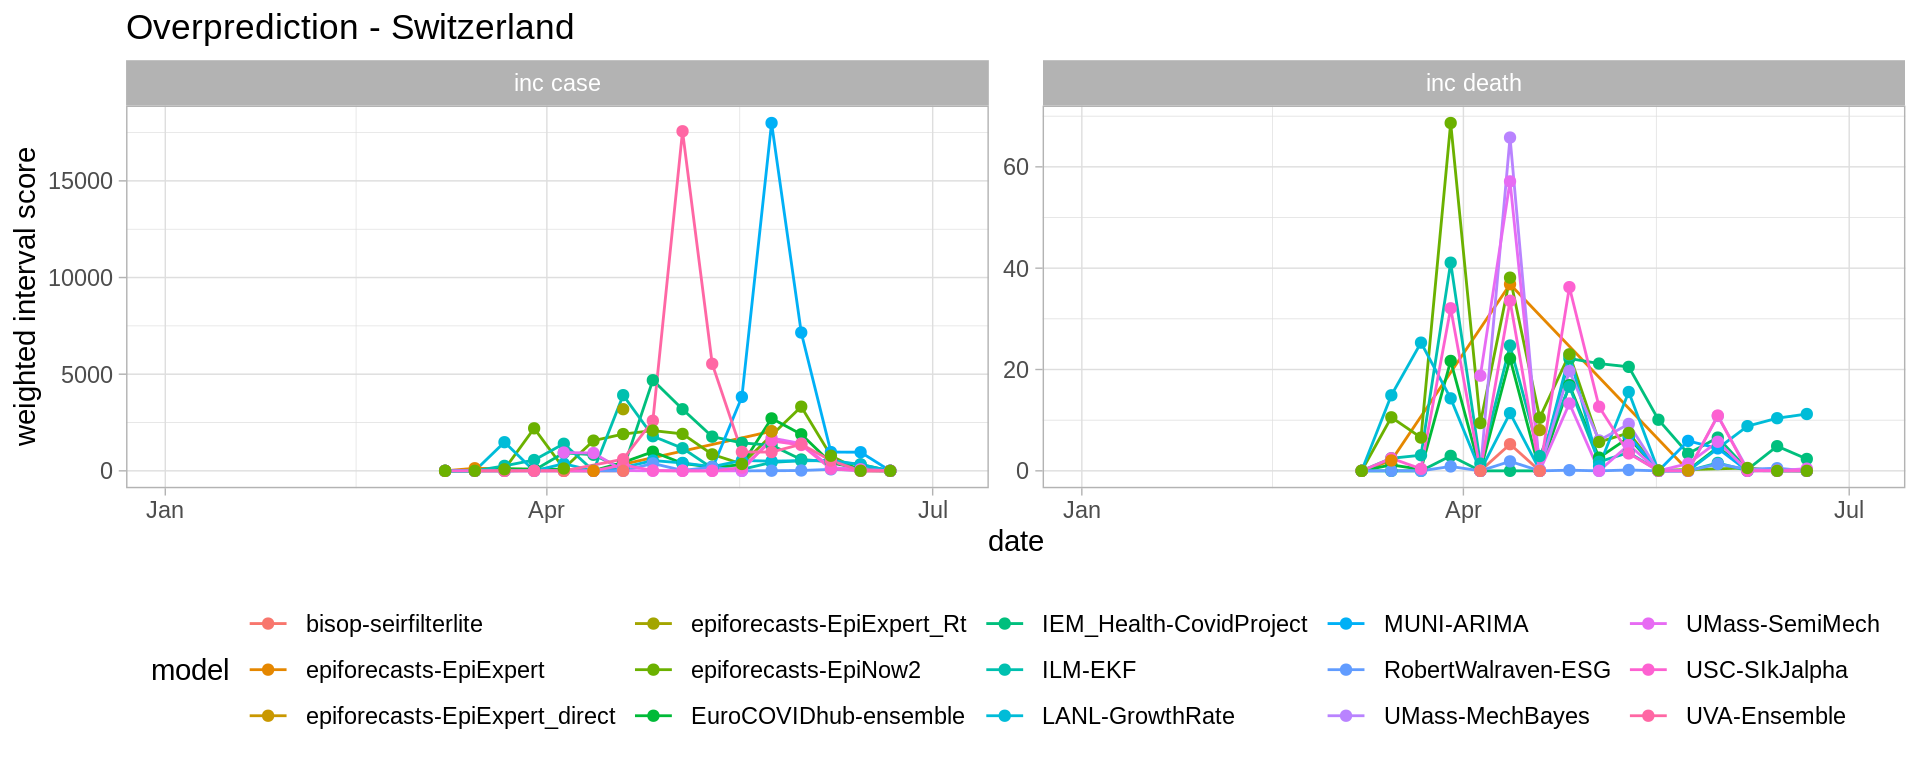 Overprediction - Switzerland
inc case
inc death
weighted interval score
15000
10000
5000
0
60
40
20
0
Jan
Apr
Jul
Jan
Apr
Jul
date
model
bisop-seirfilterlite
epiforecasts-EpiExpert
epiforecasts-EpiExpert_direct
epiforecasts-EpiExpert_Rt
epiforecasts-EpiNow2
EuroCOVIDhub-ensemble
IEM_Health-CovidProject
ILM-EKF
LANL-GrowthRate
MUNI-ARIMA
RobertWalraven-ESG
UMass-MechBayes
UMass-SemiMech
USC-SIkJalpha
UVA-Ensemble